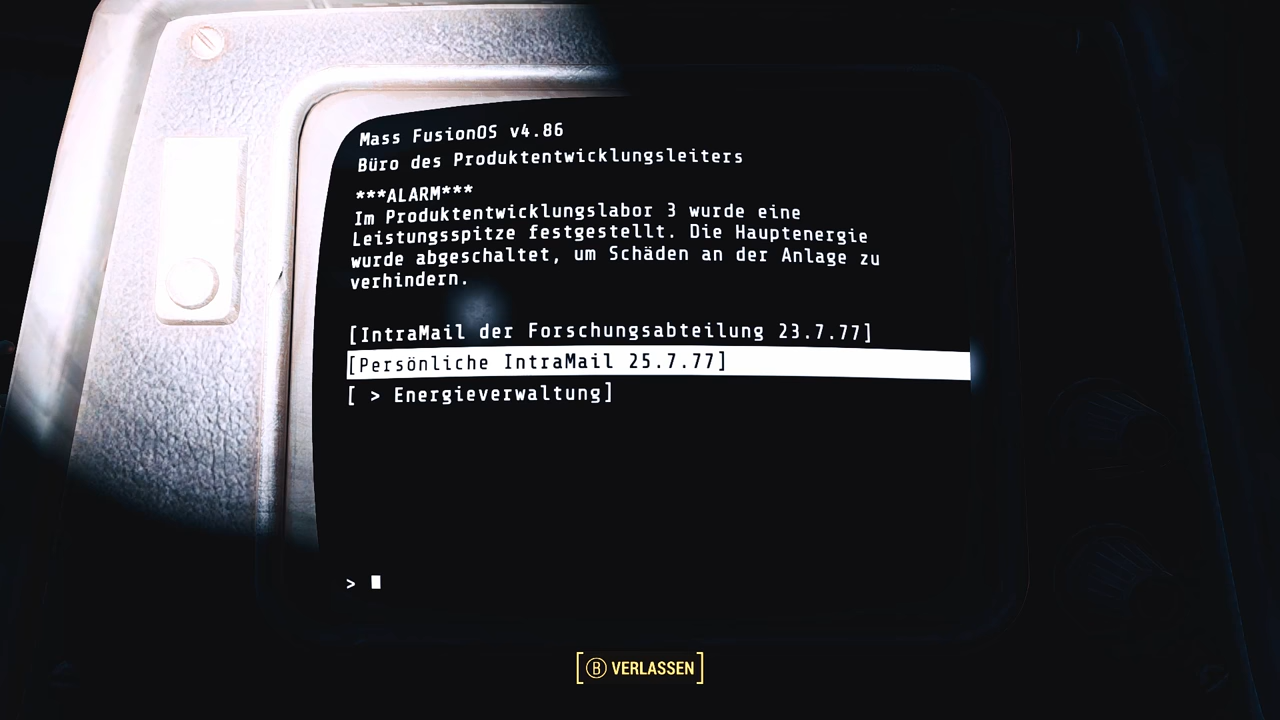 Mass FusionOS v4.86
Büro des Produktentwicklungsleiters
***ALARM***
Im Produktentwicklungslabor 3 wurde eine
Leistungsspitze festgestellt. Die Hauptenergie
wurde abgeschaltet, um Schäden an der Anlage zu
verhindern.
[IntraMail der Forschungsabteilung 23.7.77]
[Persönliche IntraMail 25.7.77]
[ > Energieverwaltung]
>
[Ⓑ VERLASSEN]